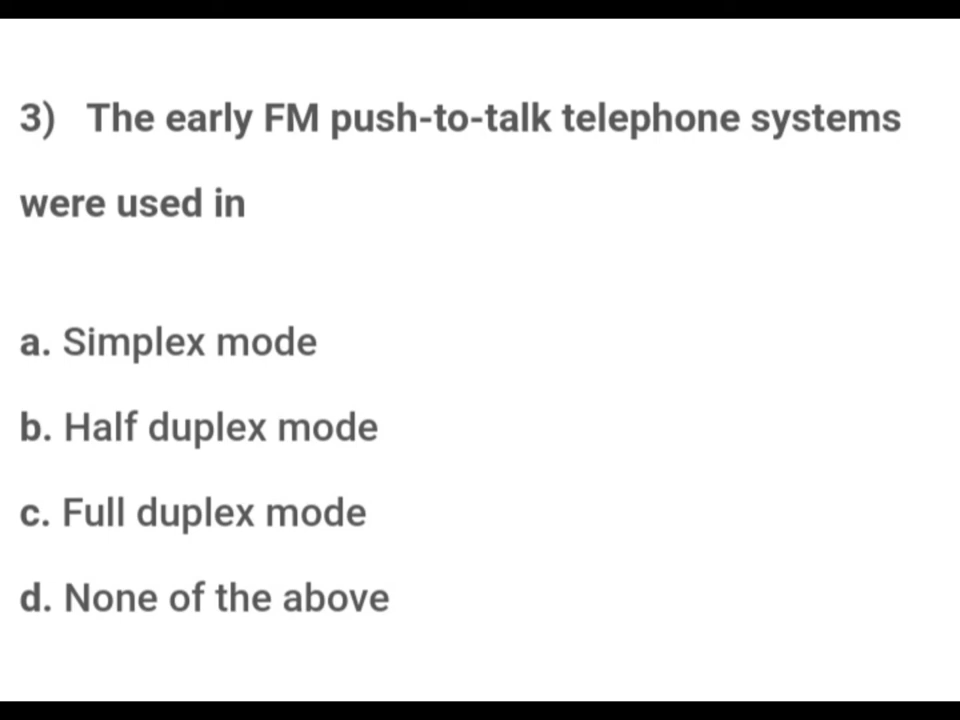 3) The early FM push-to-talk telephone systems
were used in
a. Simplex mode
b. Half duplex mode
c. Full duplex mode
d. None of the above